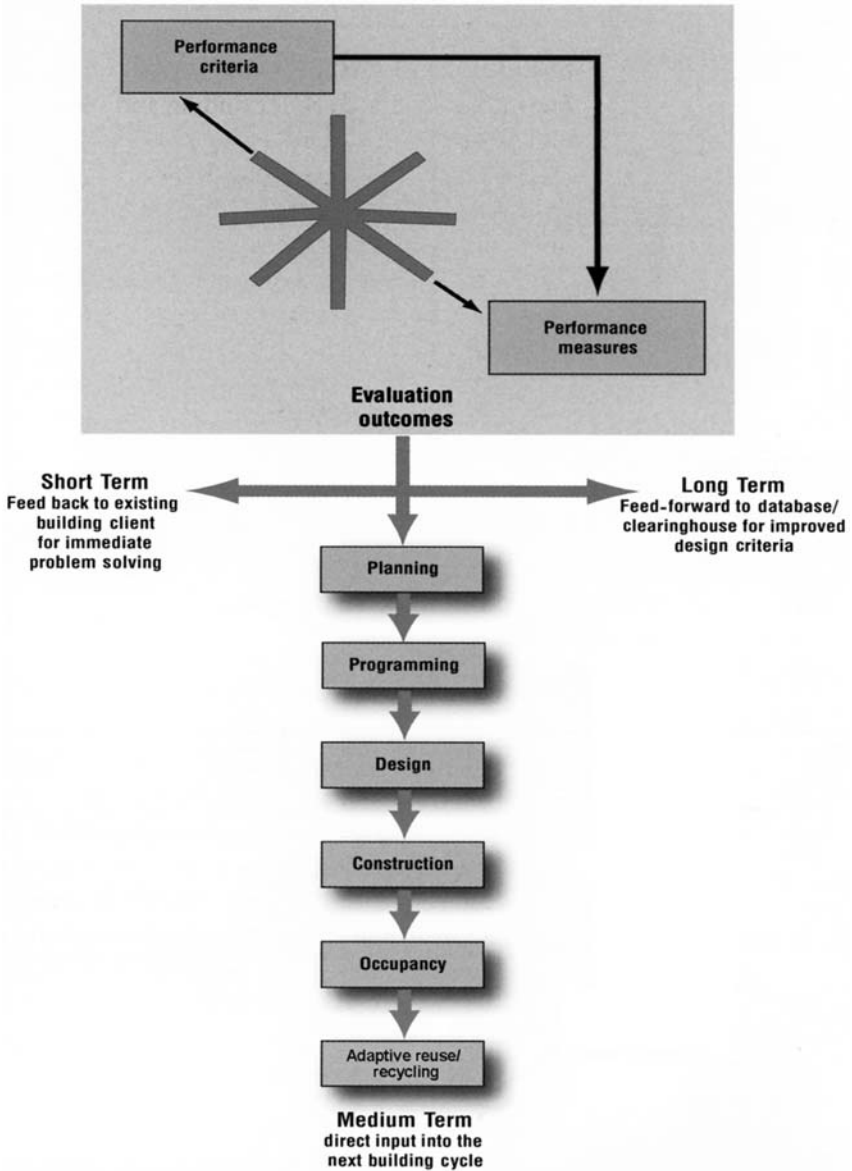 Performance
criteria
Performance
measures
Evaluation
outcomes
Short Term
Feed back to existing
building client
for immediate
problem solving
Long Term
Feed-forward to database/
clearinghouse for improved
design criteria
Planning
Programming
Design
Construction
Occupancy
Adaptive reuse/
recycling
Medium Term
direct input into the
next building cycle